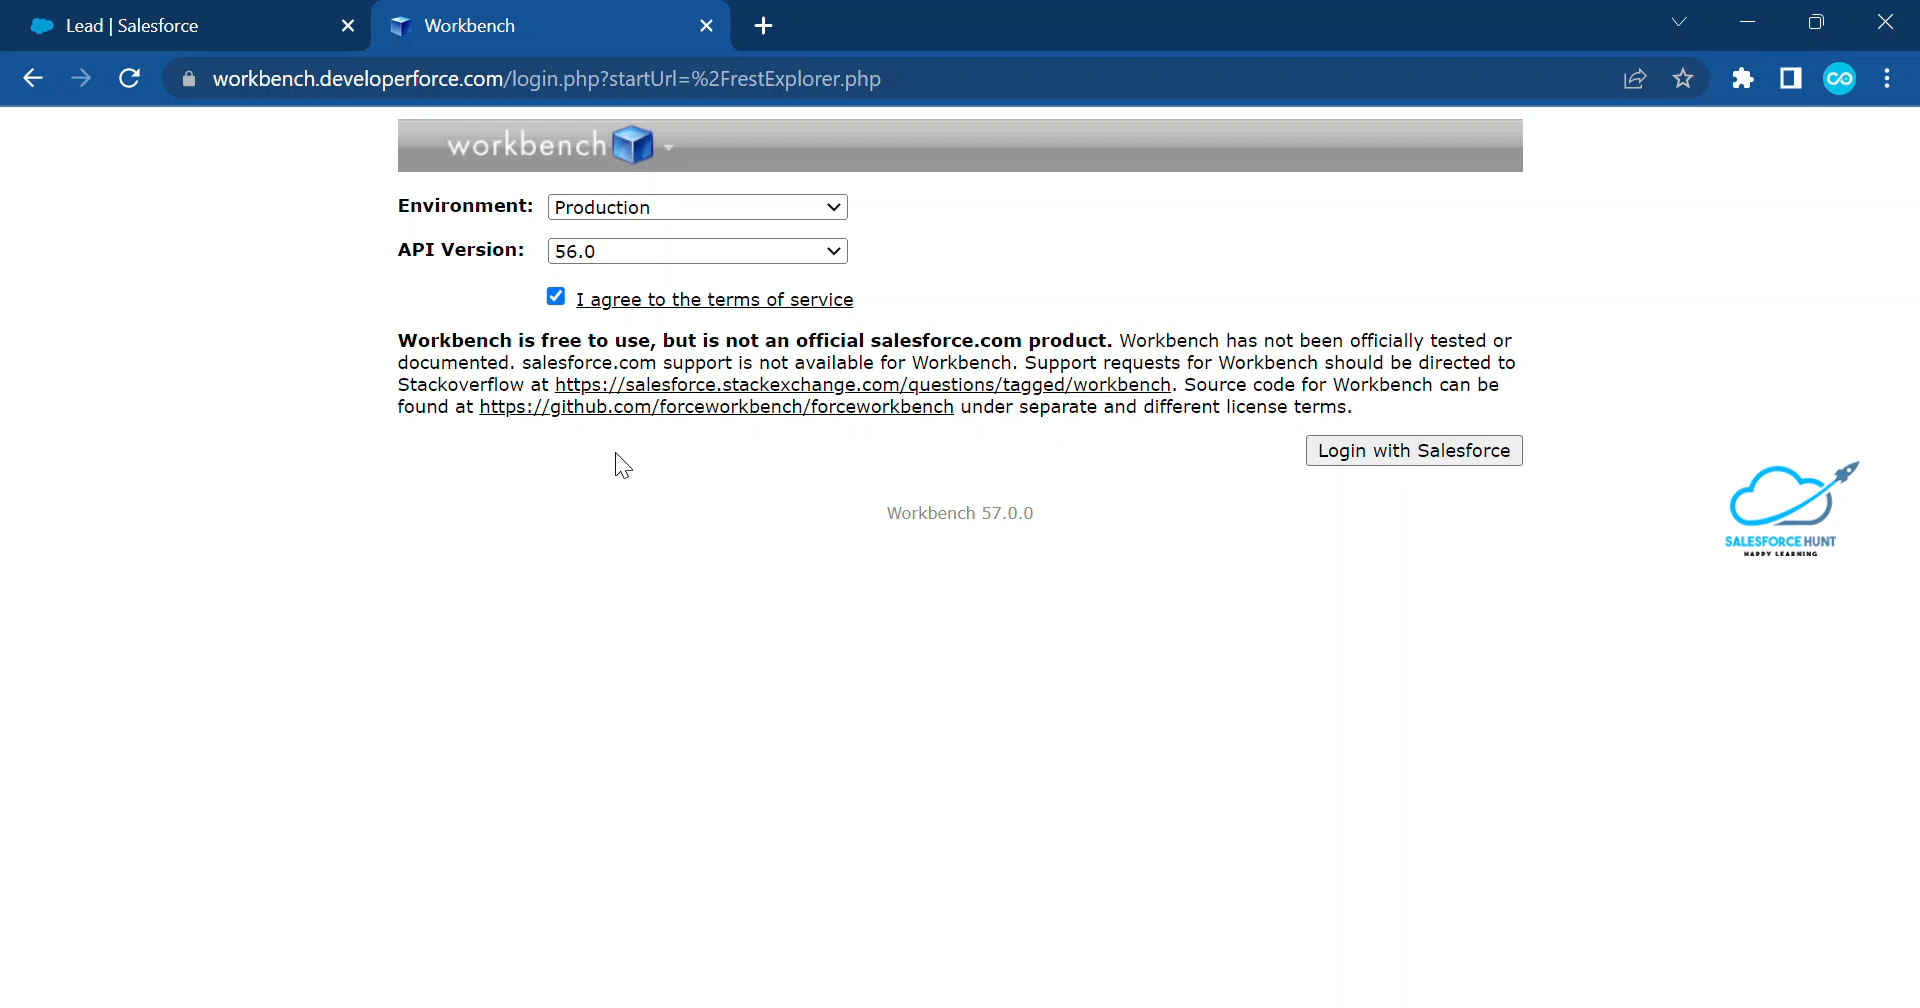 Lead | Salesforce
Workbench
workbench.developerforce.com/login.php?startUrl=%2FrestExplorer.php
workbench
Environment: Production
API Version: 56.0
I agree to the terms of service
Workbench is free to use, but is not an official salesforce.com product. Workbench has not been officially tested or
documented. salesforce.com support is not available for Workbench. Support requests for Workbench should be directed to
Stackoverflow at https://salesforce.stackexchange.com/questions/tagged/workbench. Source code for Workbench can be
found at https://github.com/forceworkbench/forceworkbench under separate and different license terms.
Login with Salesforce
Workbench 57.0.0
SALESFORCE HUNT
HAPPY LEARNING